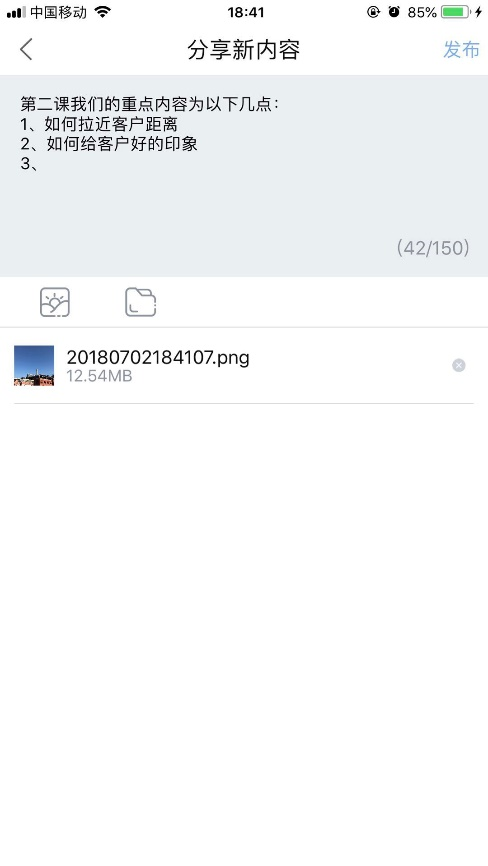 中国移动 18:41 85%
分享新内容 发布
第二课我们的重点内容为以下几点：
1、如何拉近客户距离
2、如何给客户好的印象
3、
(42/150)
20180702184107.png
12.54MB